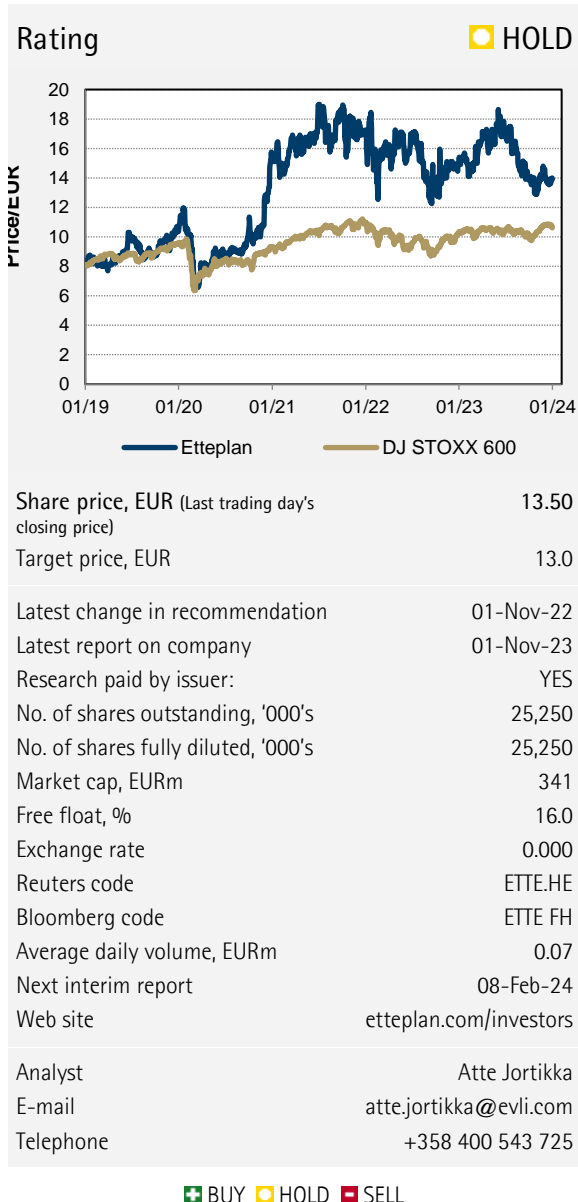 Rating HOLD
20
18
16
14
12
10
8
6
4
2
0
Price/EUR
01/19 01/20 01/21 01/22 01/23 01/24
Etteplan DJ STOXX 600
Share price, EUR (Last trading day's 13.50
closing price)
Target price, EUR 13.0
Latest change in recommendation 01-Nov-22
Latest report on company 01-Nov-23
Research paid by issuer: YES
No. of shares outstanding, ‘000's 25,250
No. of shares fully diluted, ‘000's 25,250
Market cap, EURm 341
Free float, % 16.0
Exchange rate 0.000
Reuters code ETTE.HE
Bloomberg code ETTE FH
Average daily volume, EURm 0.07
Next interim report 08-Feb-24
Web site etteplan.com/investors
Analyst Atte Jortikka
E-mail atte.jortikka@evli.com
Telephone +358 400 543 725
BUY HOLD SELL